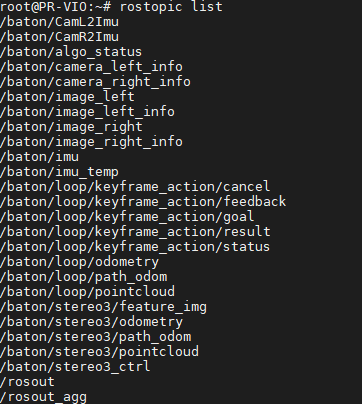 root@PR-VIO:~# rostopic list
/baton/CamL2Imu
/baton/CamR2Imu
/baton/algo_status
/baton/camera_left_info
/baton/camera_right_info
/baton/image_left
/baton/image_left_info
/baton/image_right
/baton/image_right_info
/baton/imu
/baton/imu_temp
/baton/loop/keyframe_action/cancel
/baton/loop/keyframe_action/feedback
/baton/loop/keyframe_action/goal
/baton/loop/keyframe_action/result
/baton/loop/keyframe_action/status
/baton/loop/odometry
/baton/loop/path_odom
/baton/loop/pointcloud
/baton/stereo3/feature_img
/baton/stereo3/odometry
/baton/stereo3/path_odom
/baton/stereo3/pointcloud
/baton/stereo3_ctrl
/rosout
/rosout_agg